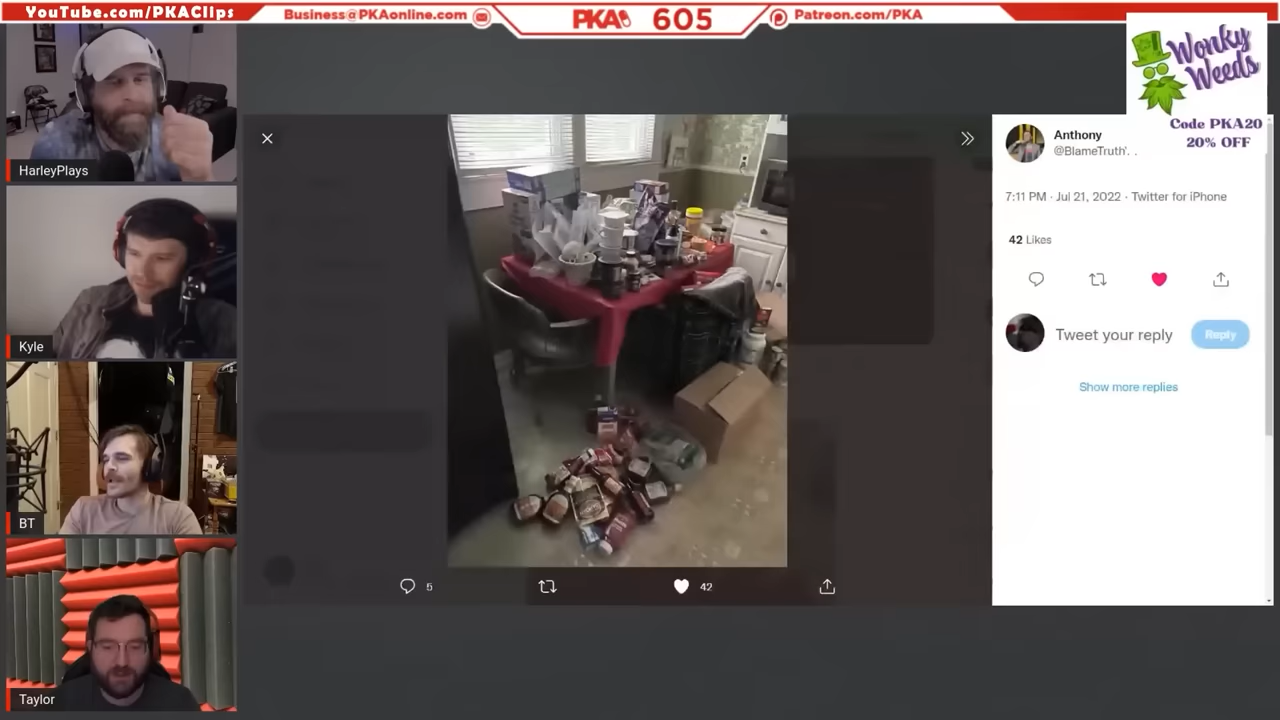 YouTube.com/PKAClips
Business@PKAonline.com
PKA
605
Patreon.com/PKA
Wonky
Weeds
Code PKA20
20% OFF
HarleyPlays
Kyle
BT
Taylor
Anthony
@BlameTruth
7:11 PM · Jul 21, 2022 · Twitter for iPhone
42 Likes
Tweet your reply
Reply
Show more replies
5
42